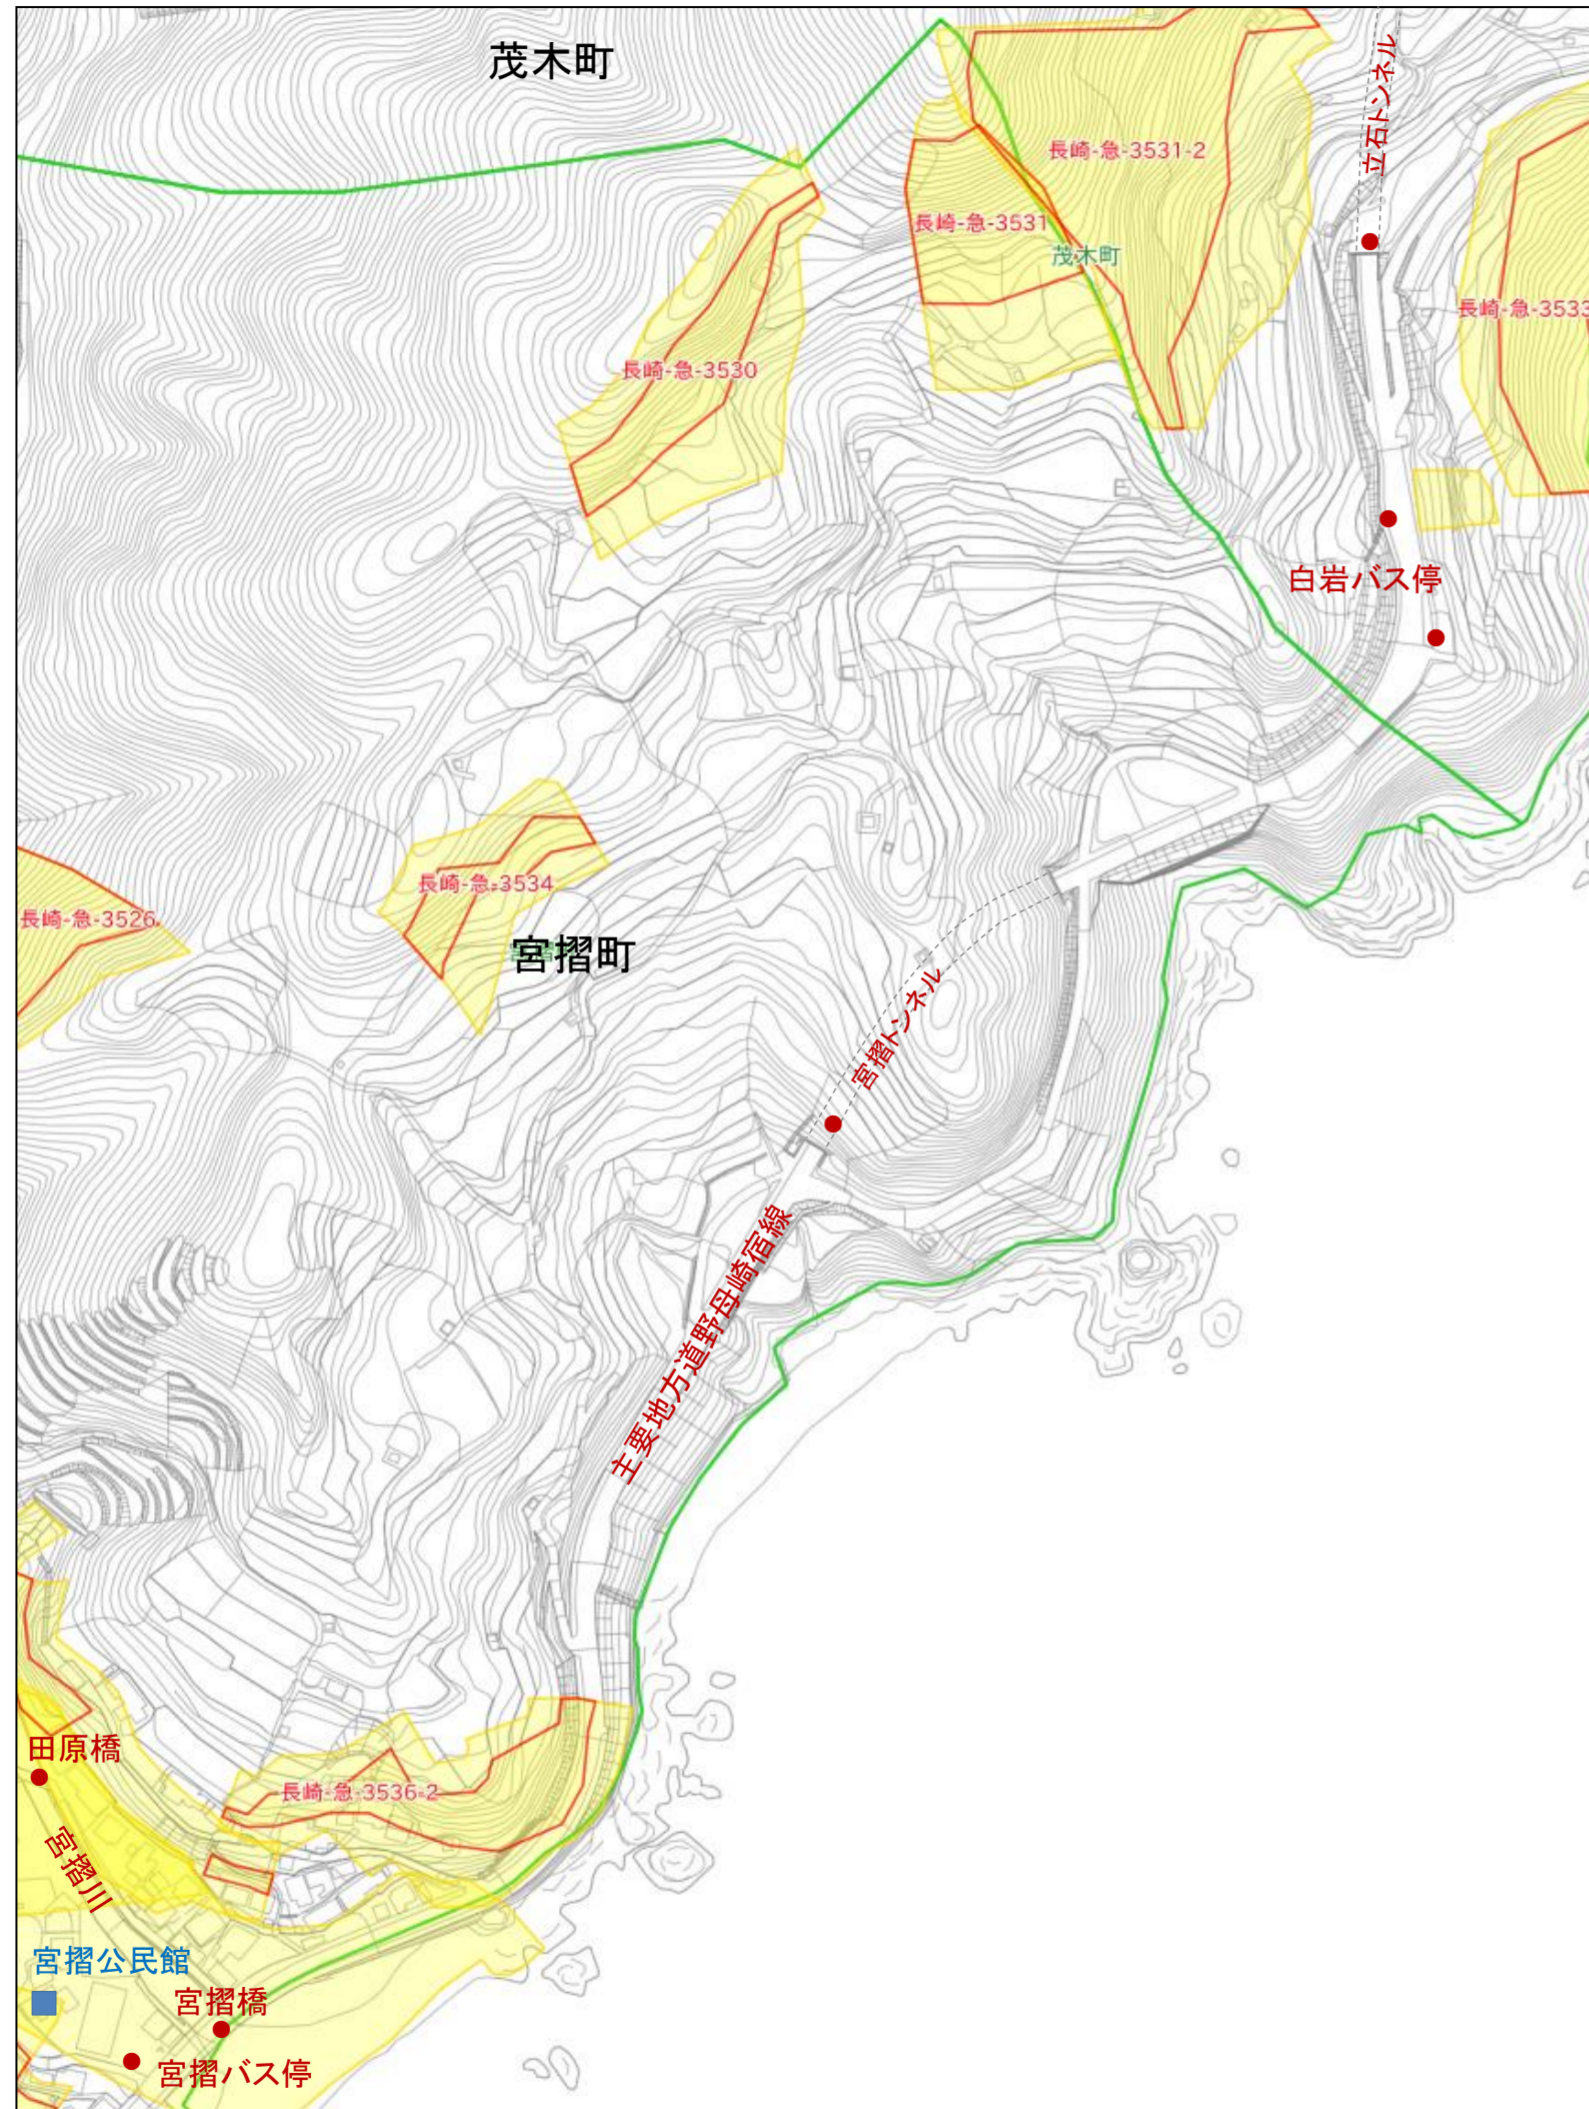 茂木町
立石トンネル
長崎-急-3531-2
長崎-急-3531
茂木町
長崎-急-3533
長崎-急-3530
白岩バス停
長崎-急-3534
長崎-急-3526
宮摺町
宮摺トンネル
主要地方道野母崎宿線
田原橋
長崎-急-3536-2
宮摺川
宮摺公民館
宮摺橋
宮摺バス停